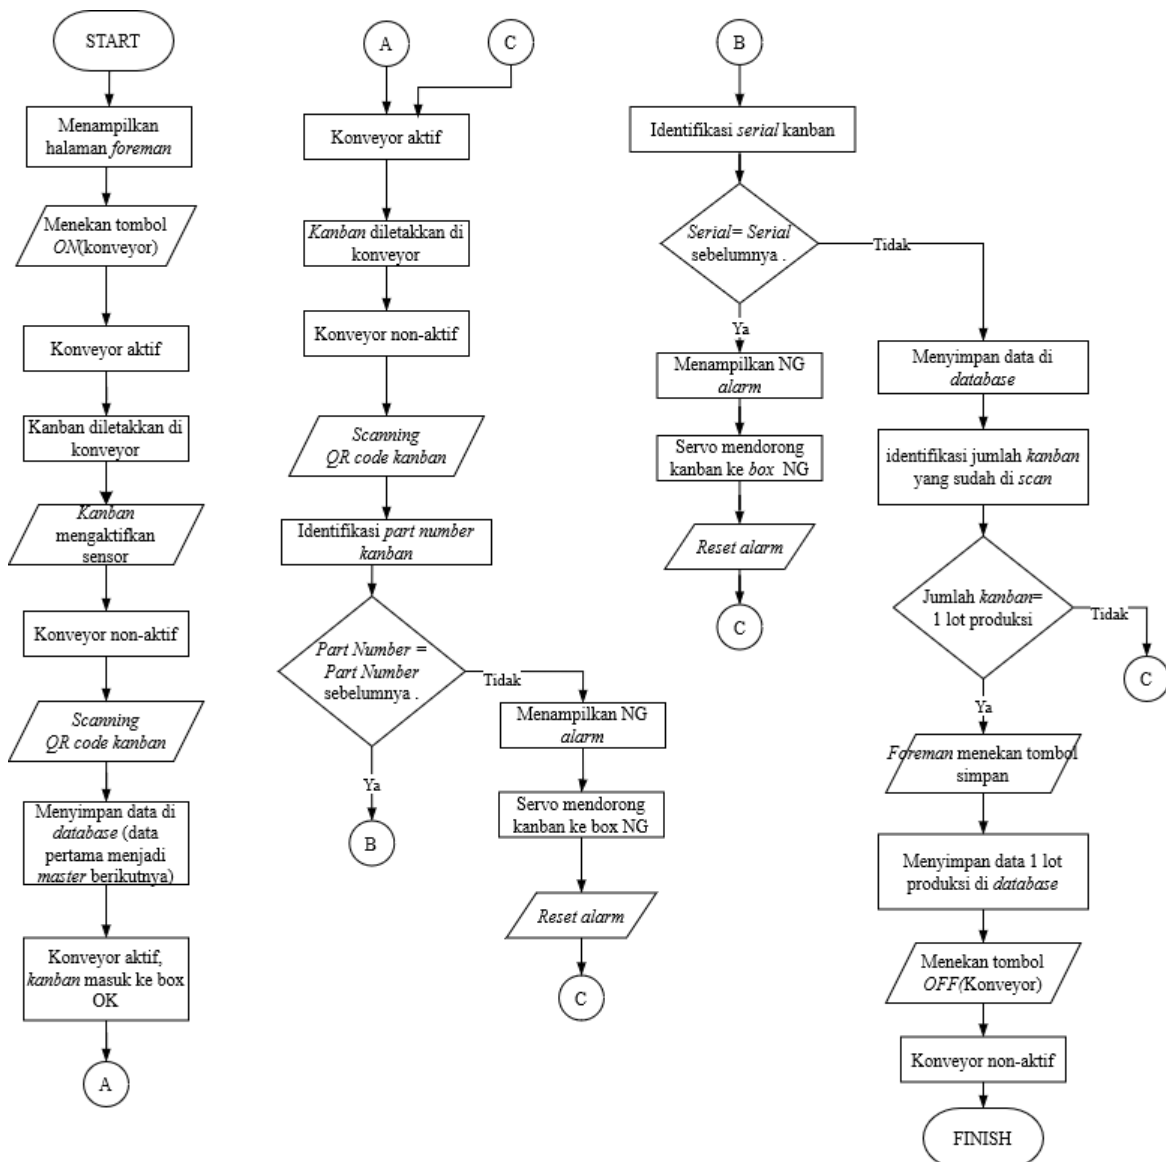 START
Menampilkan
halaman foreman
Menekan tombol
ON(konveyor)
Konveyor aktif
Kanban diletakkan di
konveyor
Kanban
mengaktifkan
sensor
Konveyor non-aktif
Scanning
QR code kanban
Menyimpan data di
database (data
pertama menjadi
master berikutnya)
Konveyor aktif,
kanban masuk ke box
OK
A
A
C
Konveyor aktif
Kanban diletakkan di
konveyor
Konveyor non-aktif
Scanning
QR code kanban
Identifikasi part number
kanban
Part Number =
Part Number
sebelumnya .
Tidak
Ya
B
Menampilkan NG
alarm
Servo mendorong
kanban ke box NG
Reset alarm
C
B
Identifikasi serial kanban
Serial= Serial
sebelumnya .
Tidak
Ya
Menampilkan NG
alarm
Servo mendorong
kanban ke box NG
Reset alarm
C
Menyimpan data di
database
identifikasi jumlah kanban
yang sudah di scan
Jumlah kanban=
1 lot produksi
Tidak
C
Ya
Foreman menekan tombol
simpan
Menyimpan data 1 lot
produksi di database
Menekan tombol
OFF(Konveyor)
Konveyor non-aktif
FINISH